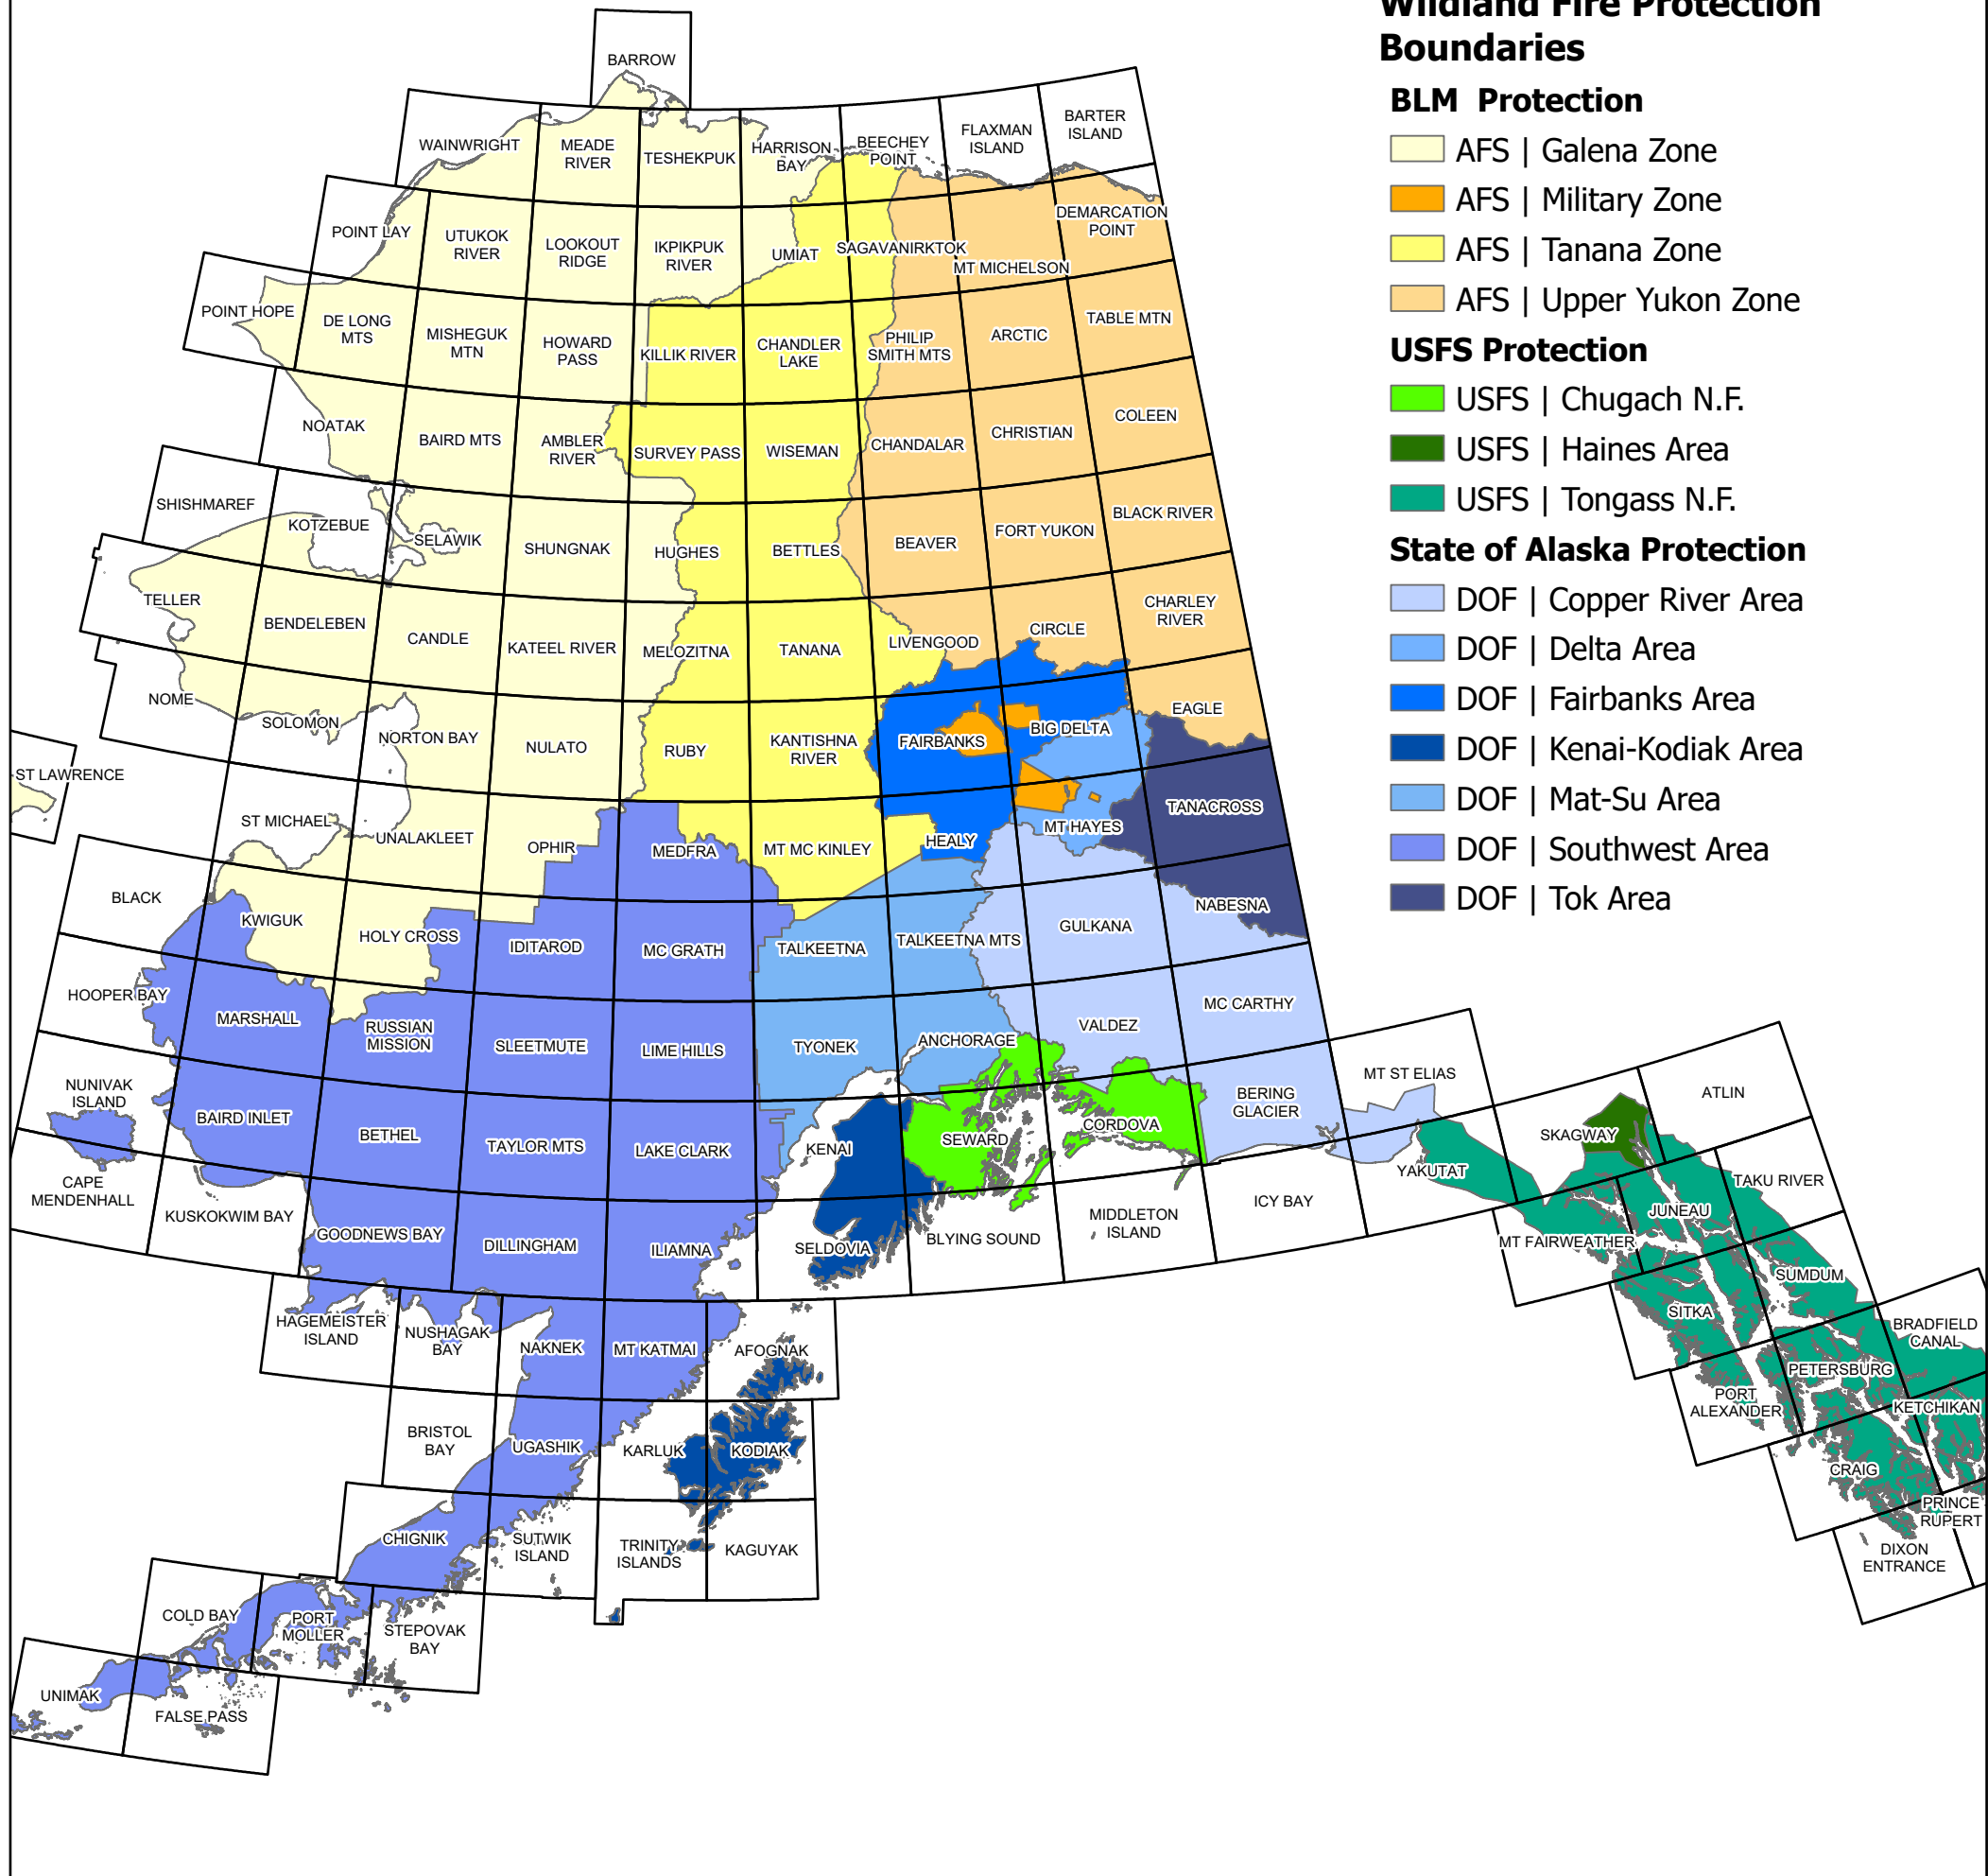 Wildland Fire Protection
Boundaries
BLM Protection
AFS | Galena Zone
AFS | Military Zone
AFS | Tanana Zone
AFS | Upper Yukon Zone
USFS Protection
USFS | Chugach N.F.
USFS | Haines Area
USFS | Tongass N.F.
State of Alaska Protection
DOF | Copper River Area
DOF | Delta Area
DOF | Fairbanks Area
DOF | Kenai-Kodiak Area
DOF | Mat-Su Area
DOF | Southwest Area
DOF | Tok Area
BARROW
WAINWRIGHT
MEADE
RIVER
TESHEKPUK
HARRISON
BAY
BEECHEY
POINT
FLAXMAN
ISLAND
BARTER
ISLAND
POINT LAY
UTUKOK
RIVER
LOOKOUT
RIDGE
IKPIKPUK
RIVER
UMIAT
SAGAVANIRKTOK
MT MICHELSON
DEMARCATION
POINT
POINT HOPE
DE LONG
MTS
MISHEGUK
MTN
HOWARD
PASS
KILLIK RIVER
CHANDLER
LAKE
PHILIP
SMITH MTS
ARCTIC
TABLE MTN
NOATAK
BAIRD MTS
AMBLER
RIVER
SURVEY PASS
WISEMAN
CHANDALAR
CHRISTIAN
COLEEN
SHISHMAREF
KOTZEBUE
SELAWIK
SHUNGNAK
HUGHES
BETTLES
BEAVER
FORT YUKON
BLACK RIVER
TELLER
BENDELEBEN
CANDLE
KATEEL RIVER
MELOZITNA
TANANA
LIVENGOOD
CIRCLE
CHARLEY
RIVER
NOME
SOLOMON
NORTON BAY
NULATO
RUBY
KANTISHNA
RIVER
FAIRBANKS
BIG DELTA
EAGLE
ST LAWRENCE
ST MICHAEL
UNALAKLEET
OPHIR
MEDFRA
MT MC KINLEY
HEALY
MT HAYES
TANACROSS
BLACK
KWIGUK
HOLY CROSS
IDITAROD
MC GRATH
TALKEETNA
TALKEETNA MTS
GULKANA
NABESNA
HOOPER BAY
MARSHALL
RUSSIAN
MISSION
SLEETMUTE
LIME HILLS
TYONEK
ANCHORAGE
VALDEZ
MC CARTHY
NUNIVAK
ISLAND
BAIRD INLET
BETHEL
TAYLOR MTS
LAKE CLARK
KENAI
SEWARD
CORDOVA
BERING
GLACIER
MT ST ELIAS
CAPE
MENDENHALL
KUSKOKWIM BAY
GOODNEWS BAY
DILLINGHAM
ILIAMNA
SELDOVIA
BLYING SOUND
MIDDLETON
ISLAND
ICY BAY
YAKUTAT
SKAGWAY
ATLIN
MT FAIRWEATHER
JUNEAU
TAKU RIVER
HAGEMEISTER
ISLAND
NUSHAGAK
BAY
NAKNEK
MT KATMAI
AFOGNAK
SITKA
SUMDUM
BRADFIELD
CANAL
BRISTOL
BAY
UGASHIK
KARLUK
KODIAK
PORT
ALEXANDER
PETERSBURG
KETCHIKAN
CHIGNIK
SUTWIK
ISLAND
TRINITY
ISLANDS
KAGUYAK
CRAIG
PRINCE
RUPERT
DIXON
ENTRANCE
COLD BAY
PORT
MOLLER
STEPOVAK
BAY
UNIMAK
FALSE PASS